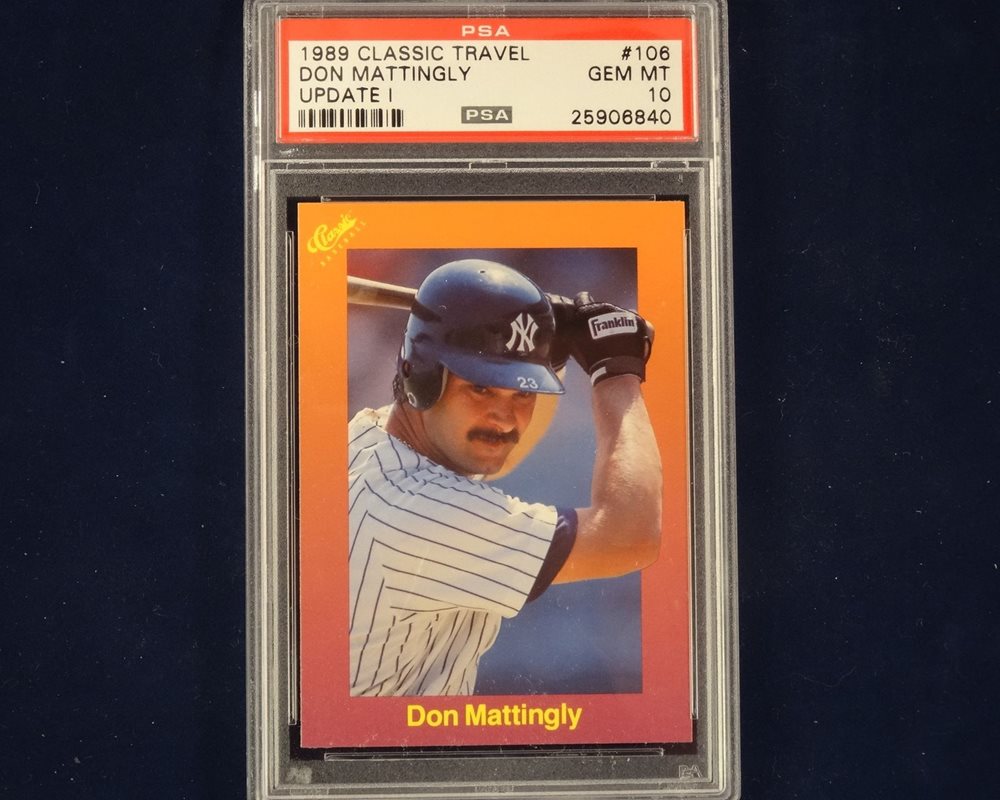 PSA
1989 CLASSIC TRAVEL #106
DON MATTINGLY GEM MT
UPDATE I 10
PSA 25906840
Classic
BASEBALL
NY
Franklin
23
Don Mattingly